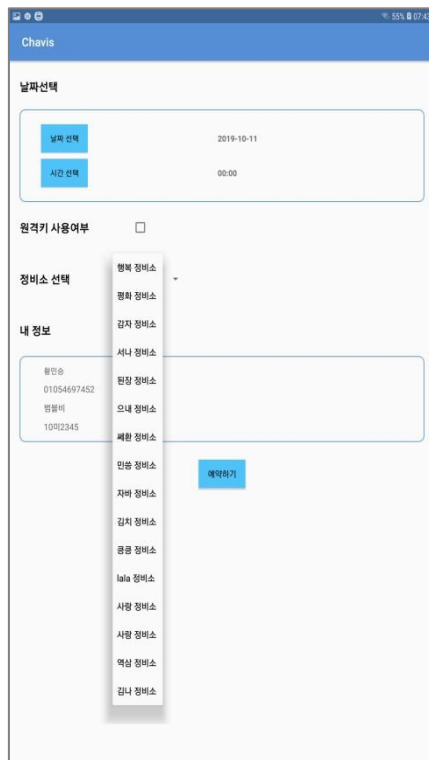 55% 07:43
Chavis
날짜선택
날짜 선택 2019-10-11
시간 선택 00:00
원격키 사용여부
정비소 선택
행복 정비소
평화 정비소
감자 정비소
서나 정비소
된장 정비소
으내 정비소
쎄환 정비소
민쏭 정비소
자바 정비소
김치 정비소
킁킁 정비소
lala 정비소
사랑 정비소
사랑 정비소
역삼 정비소
김나 정비소
내 정보
황민승
01054697452
범블비
10미2345
예약하기